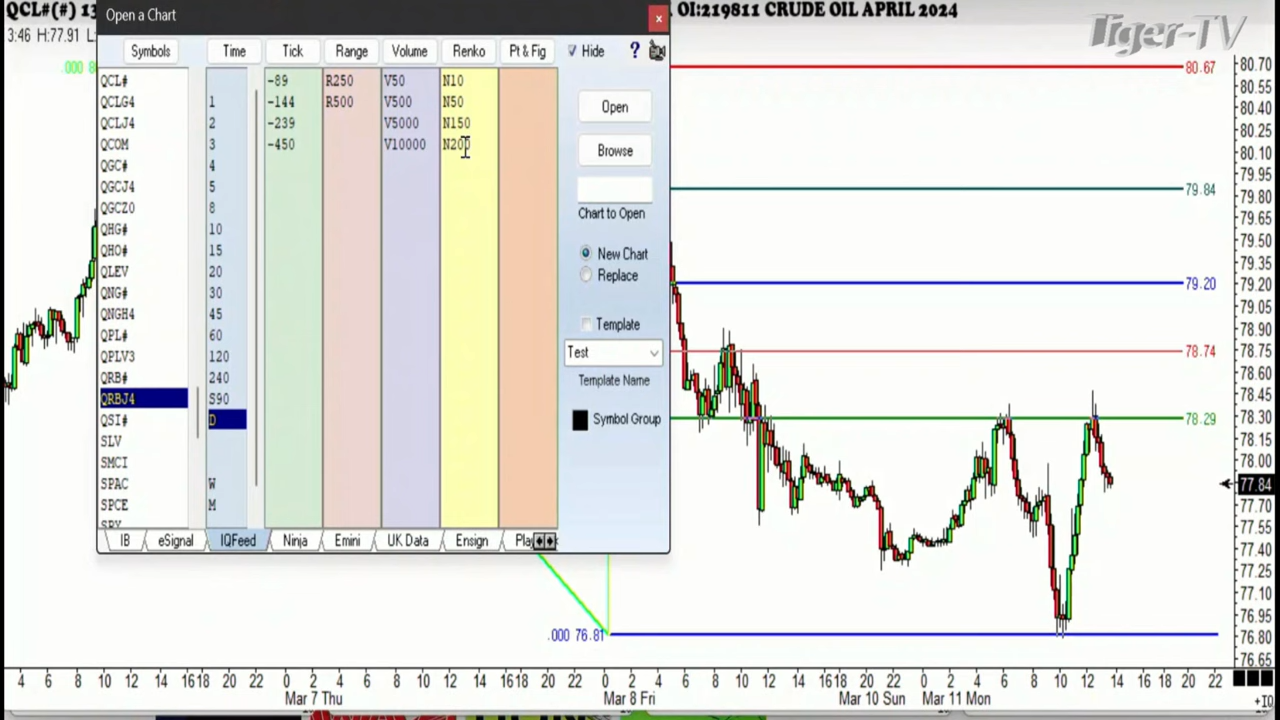 QCL#(#) 13
OI:219811 CRUDE OIL APRIL 2024
Tiger-TV
3:46 H:77.91 L:
.000 8
Open a Chart
Symbols Time Tick Range Volume Renko Pt & Fig Hide ?
QCL# -89 R250 V50 N10
QCLG4 1 -144 R500 V500 N50
QCLJ4 2 -239 V5000 N150
QCOM 3 -450 V10000 N200
QGC# 4
QGCJ4 5
QGCZ0 8
QHG# 10
QHO# 15
QLEV 20
QNG# 30
QNGH4 45
QPL# 60
QPLV3 120
QRB# 240
QRBJ4 S90
QSI# D
SLV
SMCI
SPAC W
SPCE M
SPY
IB eSignal IQFeed Ninja Emini UK Data Ensign Pla
Open
Browse
Chart to Open
New Chart
Replace
Template
Test
Template Name
Symbol Group
80.67
79.84
79.20
78.74
78.29
.000 76.81
80.70
80.55
80.40
80.25
80.10
79.95
79.80
79.65
79.50
79.35
79.20
79.05
78.90
78.75
78.60
78.45
78.30
78.15
78.00
77.84
77.70
77.55
77.40
77.25
77.10
76.95
76.80
76.65
4 6 8 10 12 14 1618 20 22 0 2 4 6 8 10 12 14 1618 20 22 0 2 4 6 8 10 12 14 16 18 20 22 0 2 4 6 8 10 12 14 1618 20 22
Mar 7 Thu Mar 8 Fri Mar 10 Sun Mar 11 Mon
+IQ